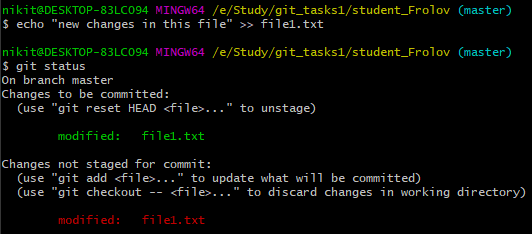 nikit@DESKTOP-83LC094 MINGW64 /e/Study/git_tasks1/student_Frolov (master)
$ echo "new changes in this file" >> file1.txt
nikit@DESKTOP-83LC094 MINGW64 /e/Study/git_tasks1/student_Frolov (master)
$ git status
On branch master
Changes to be committed:
  (use "git reset HEAD <file>..." to unstage)
        modified:   file1.txt
Changes not staged for commit:
  (use "git add <file>..." to update what will be committed)
  (use "git checkout -- <file>..." to discard changes in working directory)
        modified:   file1.txt